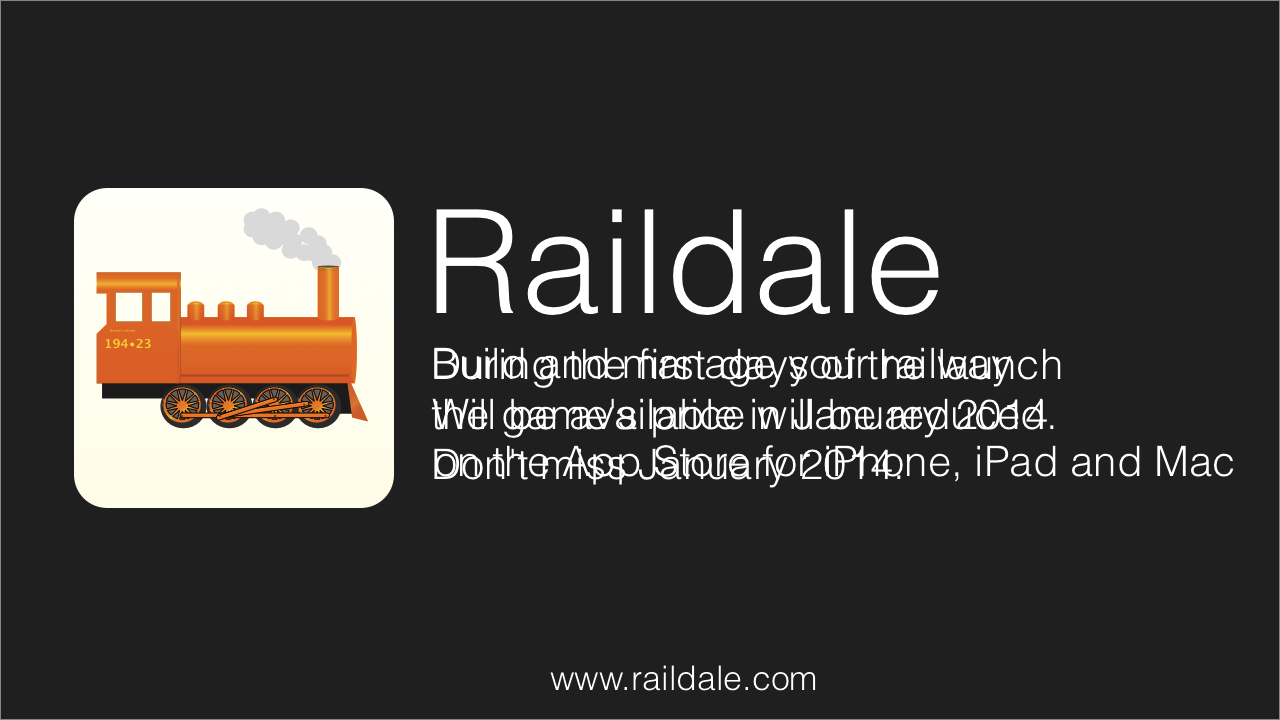 Raildale
Build and manage your railway
Will be available in January 2014.
on the App Store for iPhone, iPad and Mac
During the first days of the launch
the game's price will be reduced.
Don't miss January 2014.
194•23
www.raildale.com